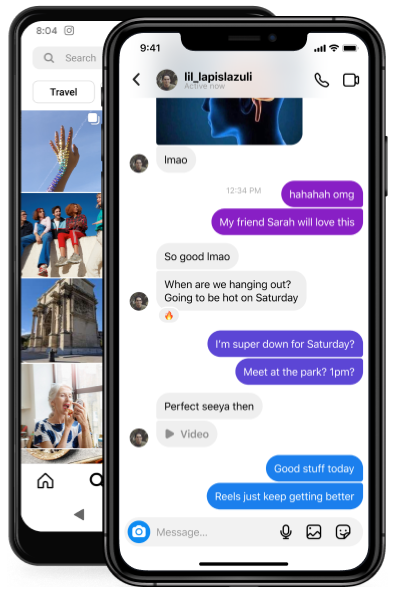 8:04
Search
Travel
9:41
lil_lapislazuli
Active now
lmao
12:34 PM
hahahah omg
My friend Sarah will love this
So good lmao
When are we hanging out?
Going to be hot on Saturday
I'm super down for Saturday?
Meet at the park? 1pm?
Perfect seeya then
Video
Good stuff today
Reels just keep getting better
Message...